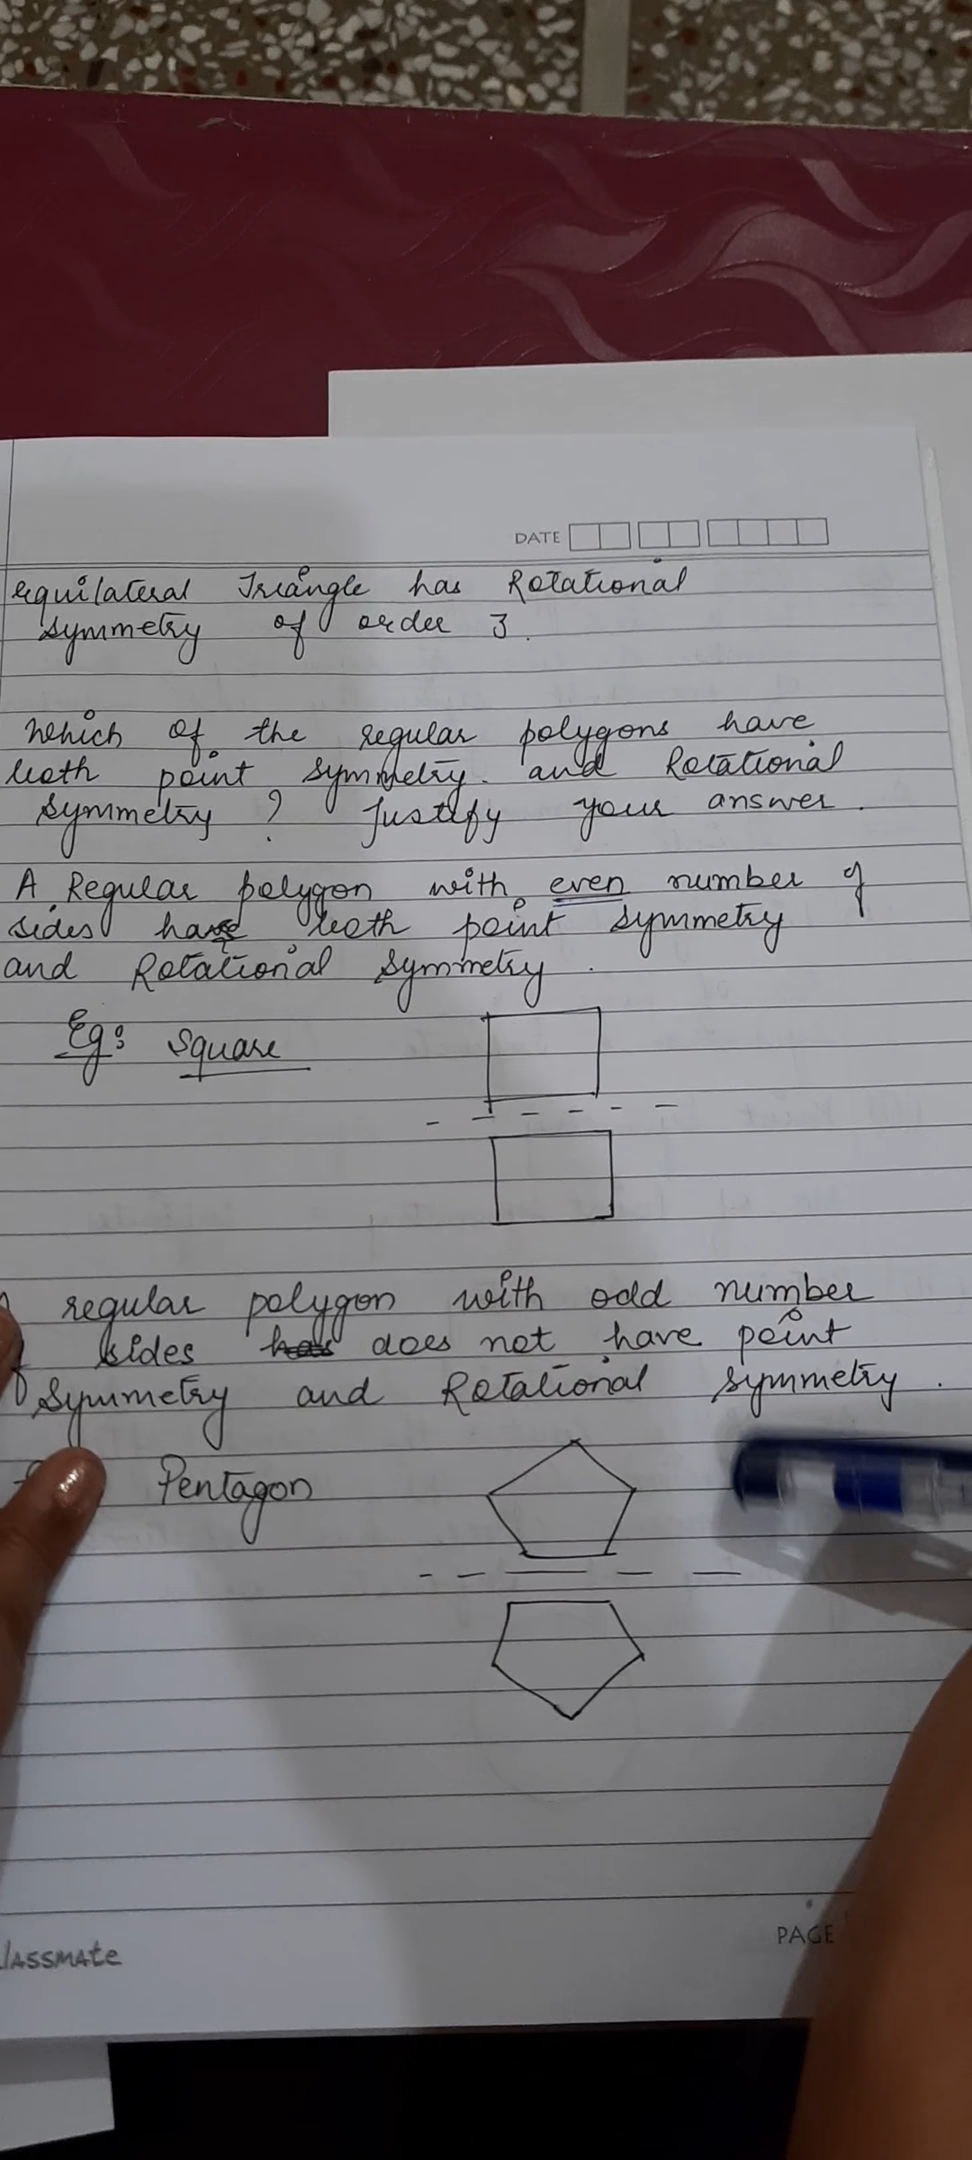 DATE
equilateral Triangle has Rotational
symmetry of order 3.
Which of the regular polygons have
both point symmetry and Rotational
symmetry? Justify your answer.
A Regular polygon with even number of
sides have both point symmetry
and Rotational symmetry.
Eg: Square
regular polygon with odd number
sides has does not have point
symmetry and Rotational symmetry.
Pentagon
classmate
PAGE